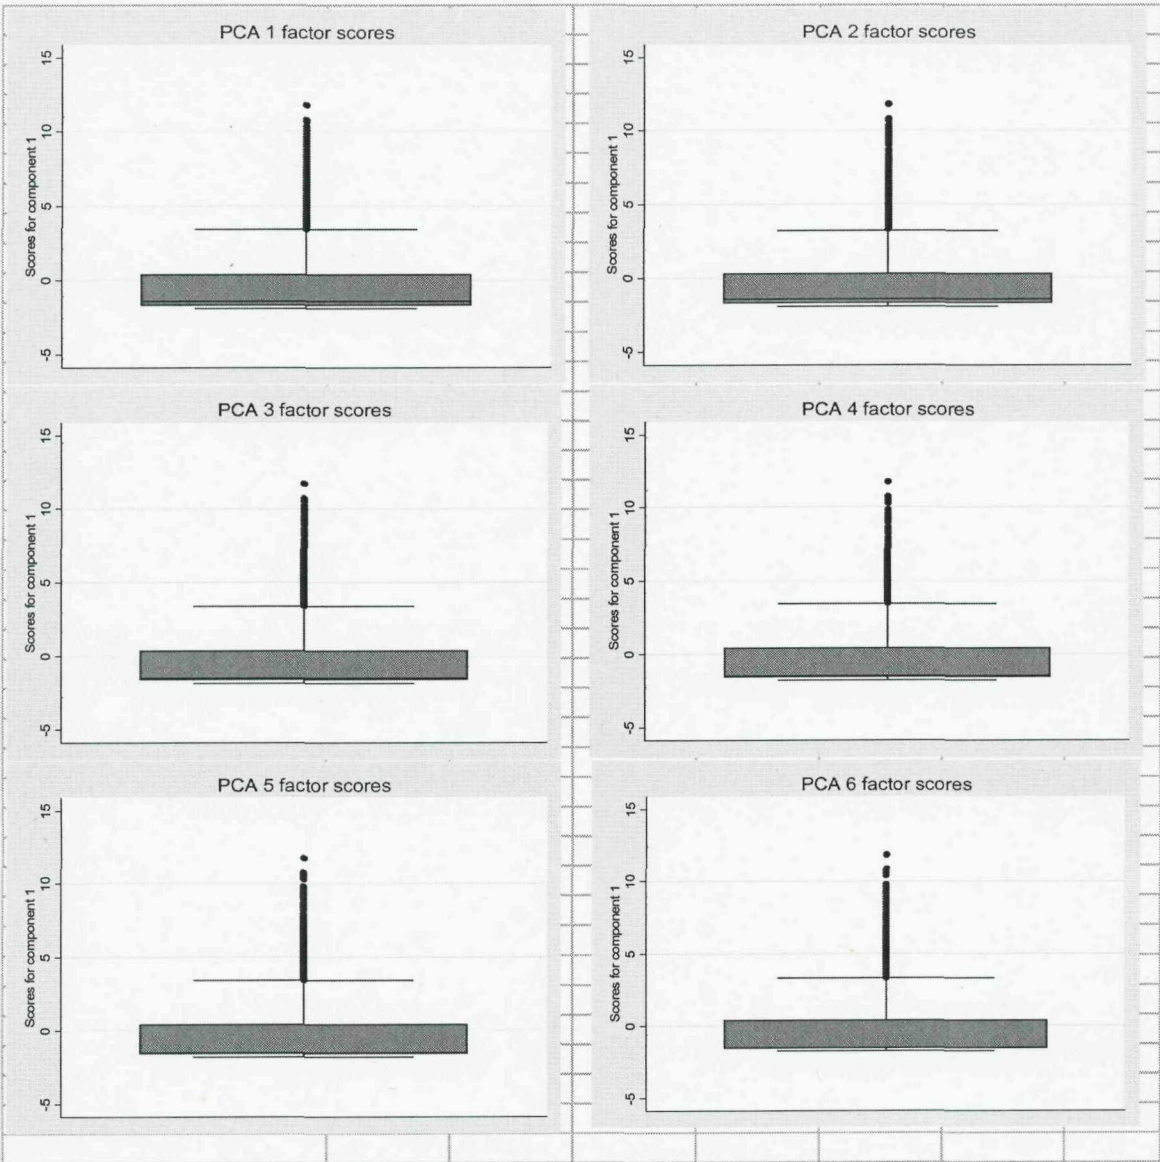 PCA 1 factor scores
Scores for component 1
15
10
5
0
-5
PCA 2 factor scores
Scores for component 1
15
10
5
0
-5
PCA 3 factor scores
Scores for component 1
15
10
5
0
-5
PCA 4 factor scores
Scores for component 1
15
10
5
0
-5
PCA 5 factor scores
Scores for component 1
15
10
5
0
-5
PCA 6 factor scores
Scores for component 1
15
10
5
0
-5